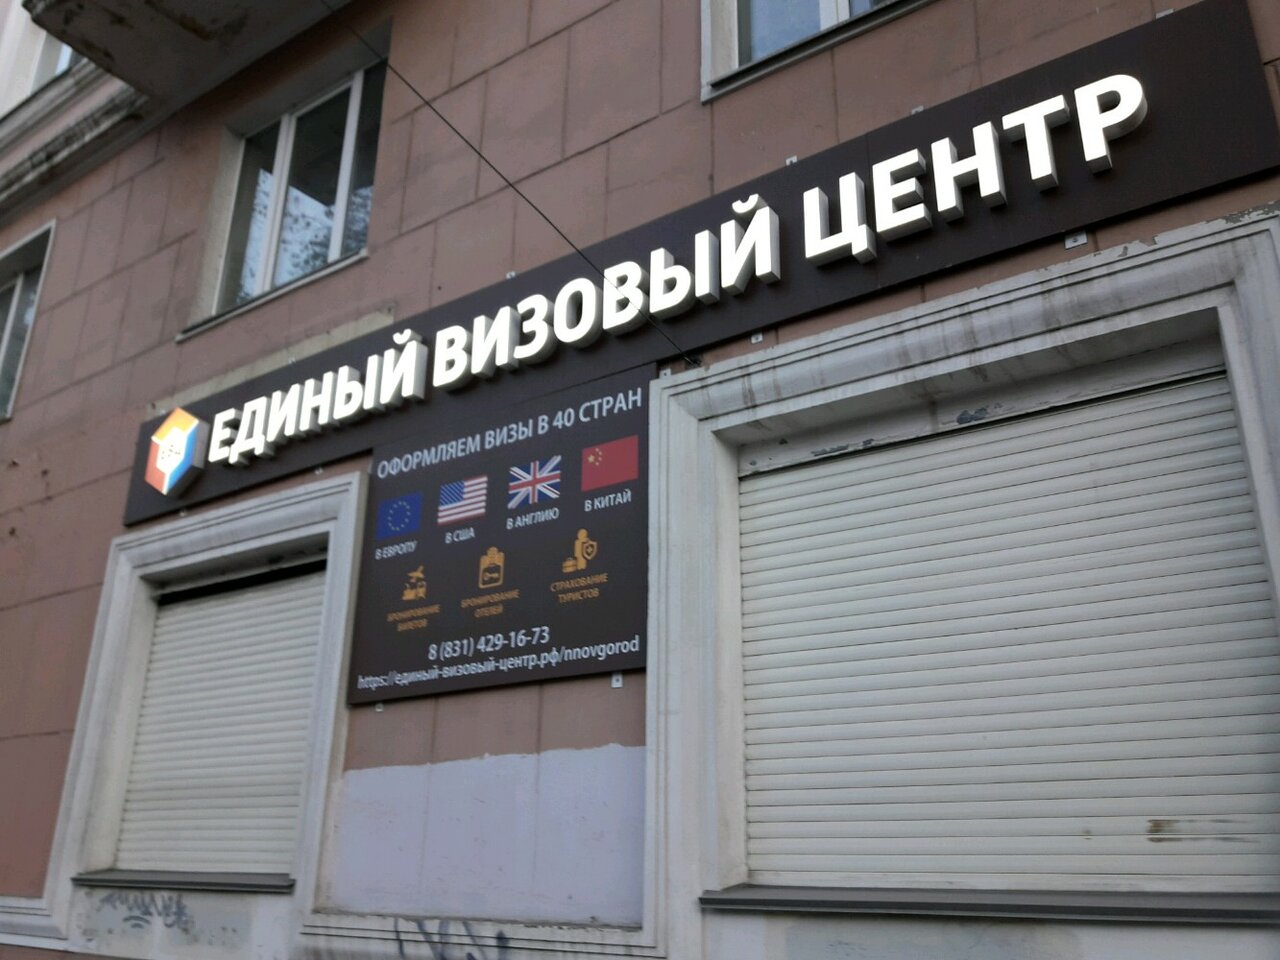 ЕДИНЫЙ ВИЗОВЫЙ ЦЕНТР
ОФОРМЛЯЕМ ВИЗЫ В 40 СТРАН
В ЕВРОПУ
В США
В АНГЛИЮ
В КИТАЙ
БРОНИРОВАНИЕ
БИЛЕТОВ
БРОНИРОВАНИЕ
ОТЕЛЕЙ
СТРАХОВАНИЕ
ТУРИСТОВ
8 (831) 429-16-73
https://единый-визовый-центр.рф/nnovgorod